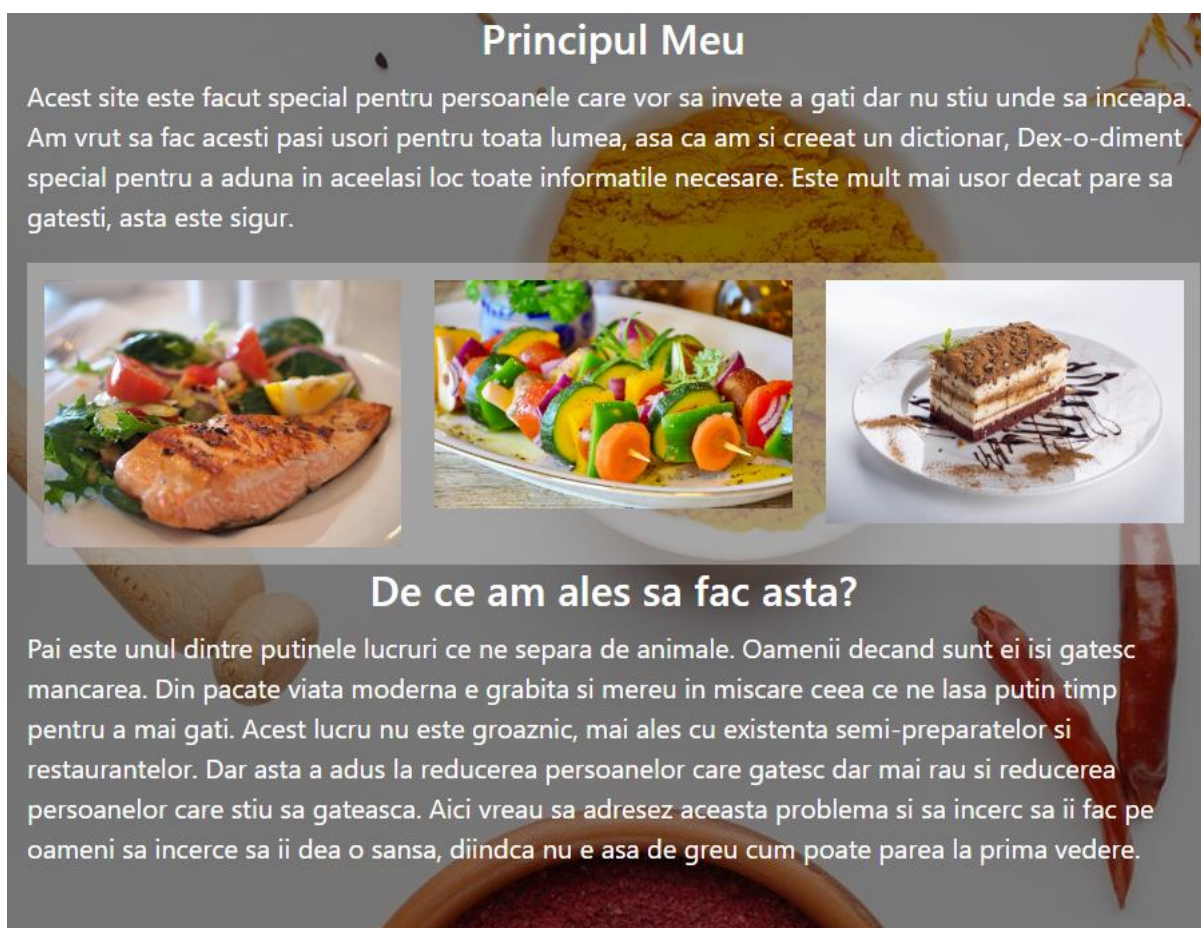 Principul Meu
Acest site este facut special pentru persoanele care vor sa invete a gati dar nu stiu unde sa inceapa.
Am vrut sa fac acesti pasi usori pentru toata lumea, asa ca am si creeat un dictionar, Dex-o-diment
special pentru a aduna in aceelasi loc toate informatile necesare. Este mult mai usor decat pare sa
gatesti, asta este sigur.
De ce am ales sa fac asta?
Pai este unul dintre putinele lucruri ce ne separa de animale. Oamenii decand sunt ei isi gatesc
mancarea. Din pacate viata moderna e grabita si mereu in miscare ceea ce ne lasa putin timp
pentru a mai gati. Acest lucru nu este groaznic, mai ales cu existenta semi-preparatelor si
restaurantelor. Dar asta a adus la reducerea persoanelor care gatesc dar mai rau si reducerea
persoanelor care stiu sa gateasca. Aici vreau sa adresez aceasta problema si sa incerc sa ii fac pe
oameni sa incerce sa ii dea o sansa, diindca nu e asa de greu cum poate parea la prima vedere.